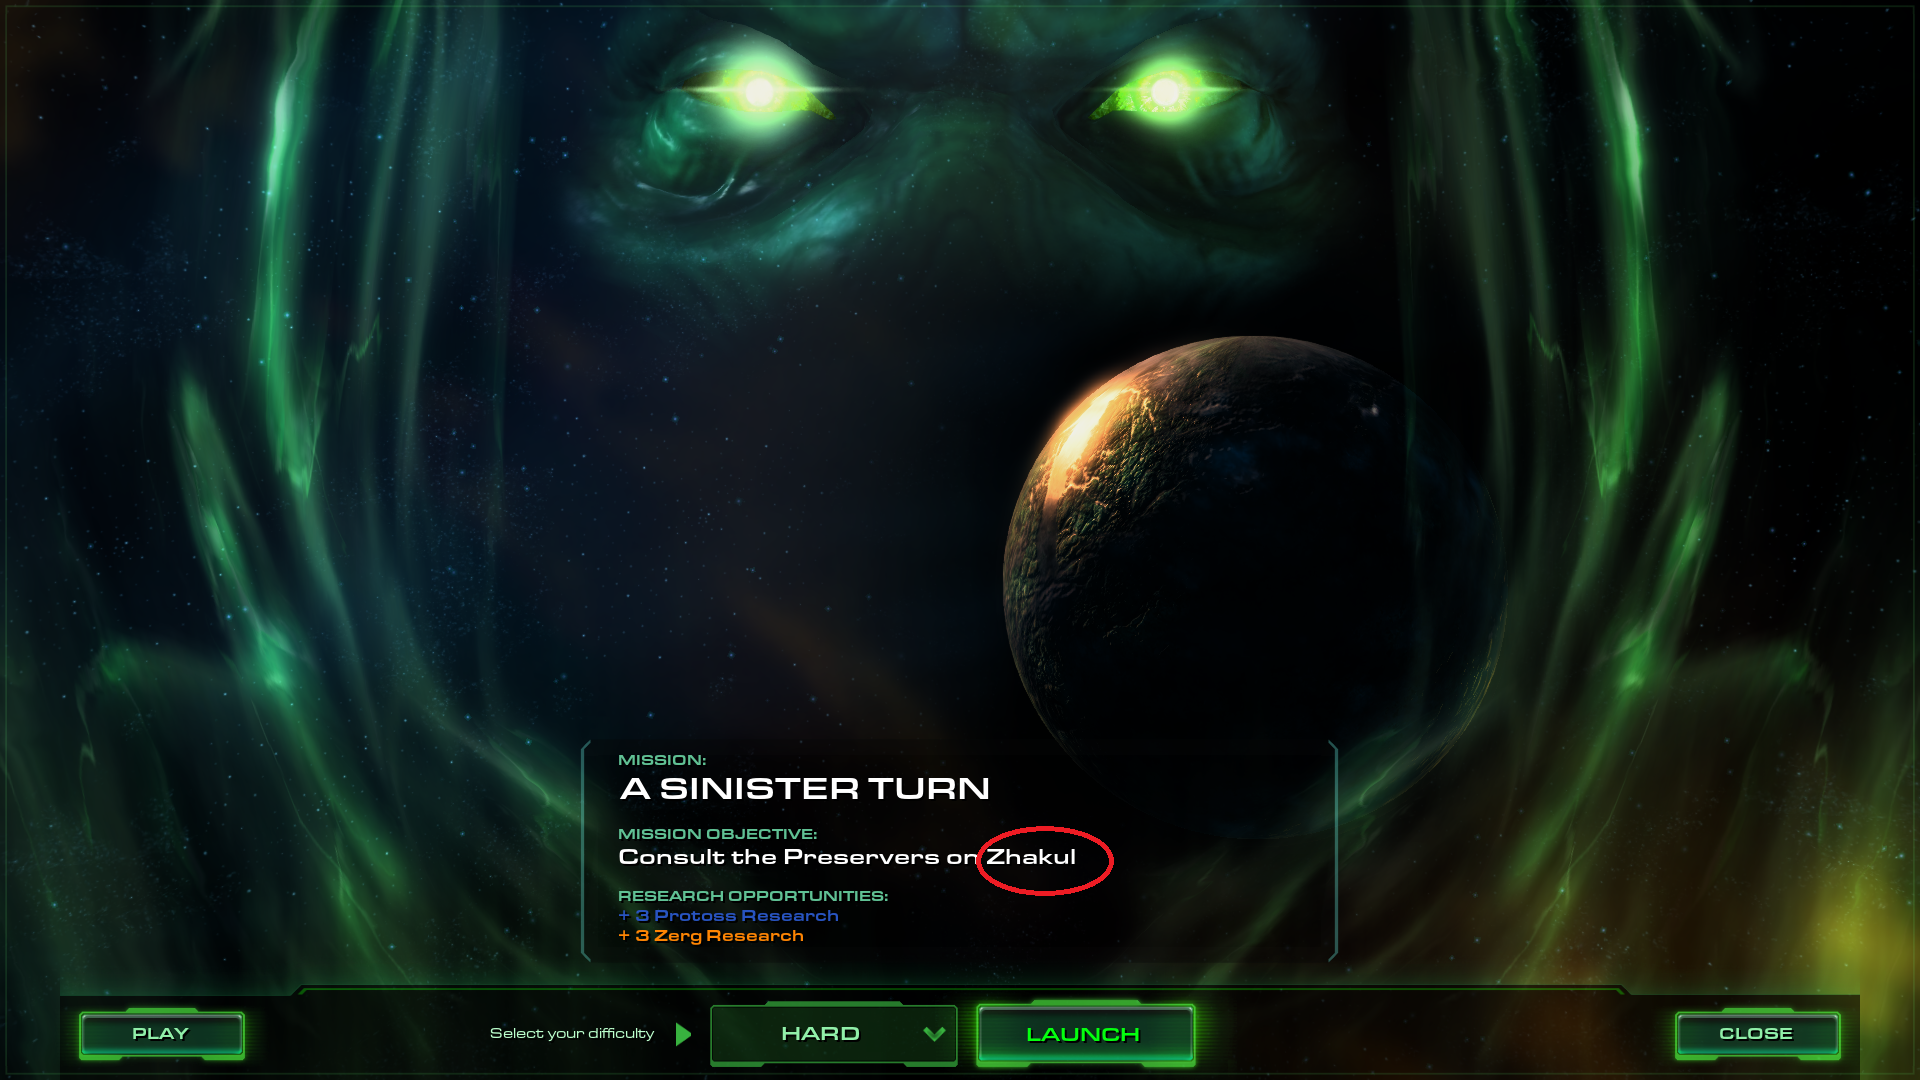 MISSION:
A SINISTER TURN
MISSION OBJECTIVE:
Consult the Preservers on Zhakul
RESEARCH OPPORTUNITIES:
+ 3 Protoss Research
+ 3 Zerg Research
PLAY
Select your difficulty
HARD
LAUNCH
CLOSE